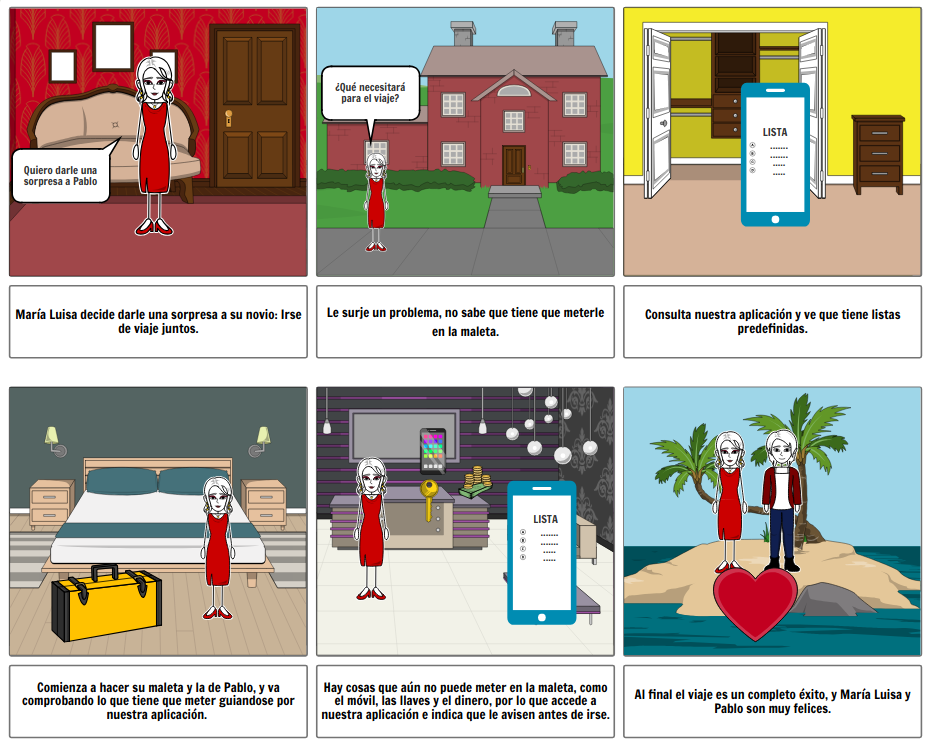 Quiero darle una
sorpresa a Pablo
¿Qué necesitará
para el viaje?
LISTA
María Luisa decide darle una sorpresa a su novio: Irse
de viaje juntos.
Le surje un problema, no sabe que tiene que meterle
en la maleta.
Consulta nuestra aplicación y ve que tiene listas
predefinidas.
LISTA
Comienza a hacer su maleta y la de Pablo, y va
comprobando lo que tiene que meter guiandose por
nuestra aplicación.
Hay cosas que aún no puede meter en la maleta, como
el móvil, las llaves y el dinero, por lo que accede a
nuestra aplicación e indica que le avisen antes de irse.
Al final el viaje es un completo éxito, y María Luisa y
Pablo son muy felices.